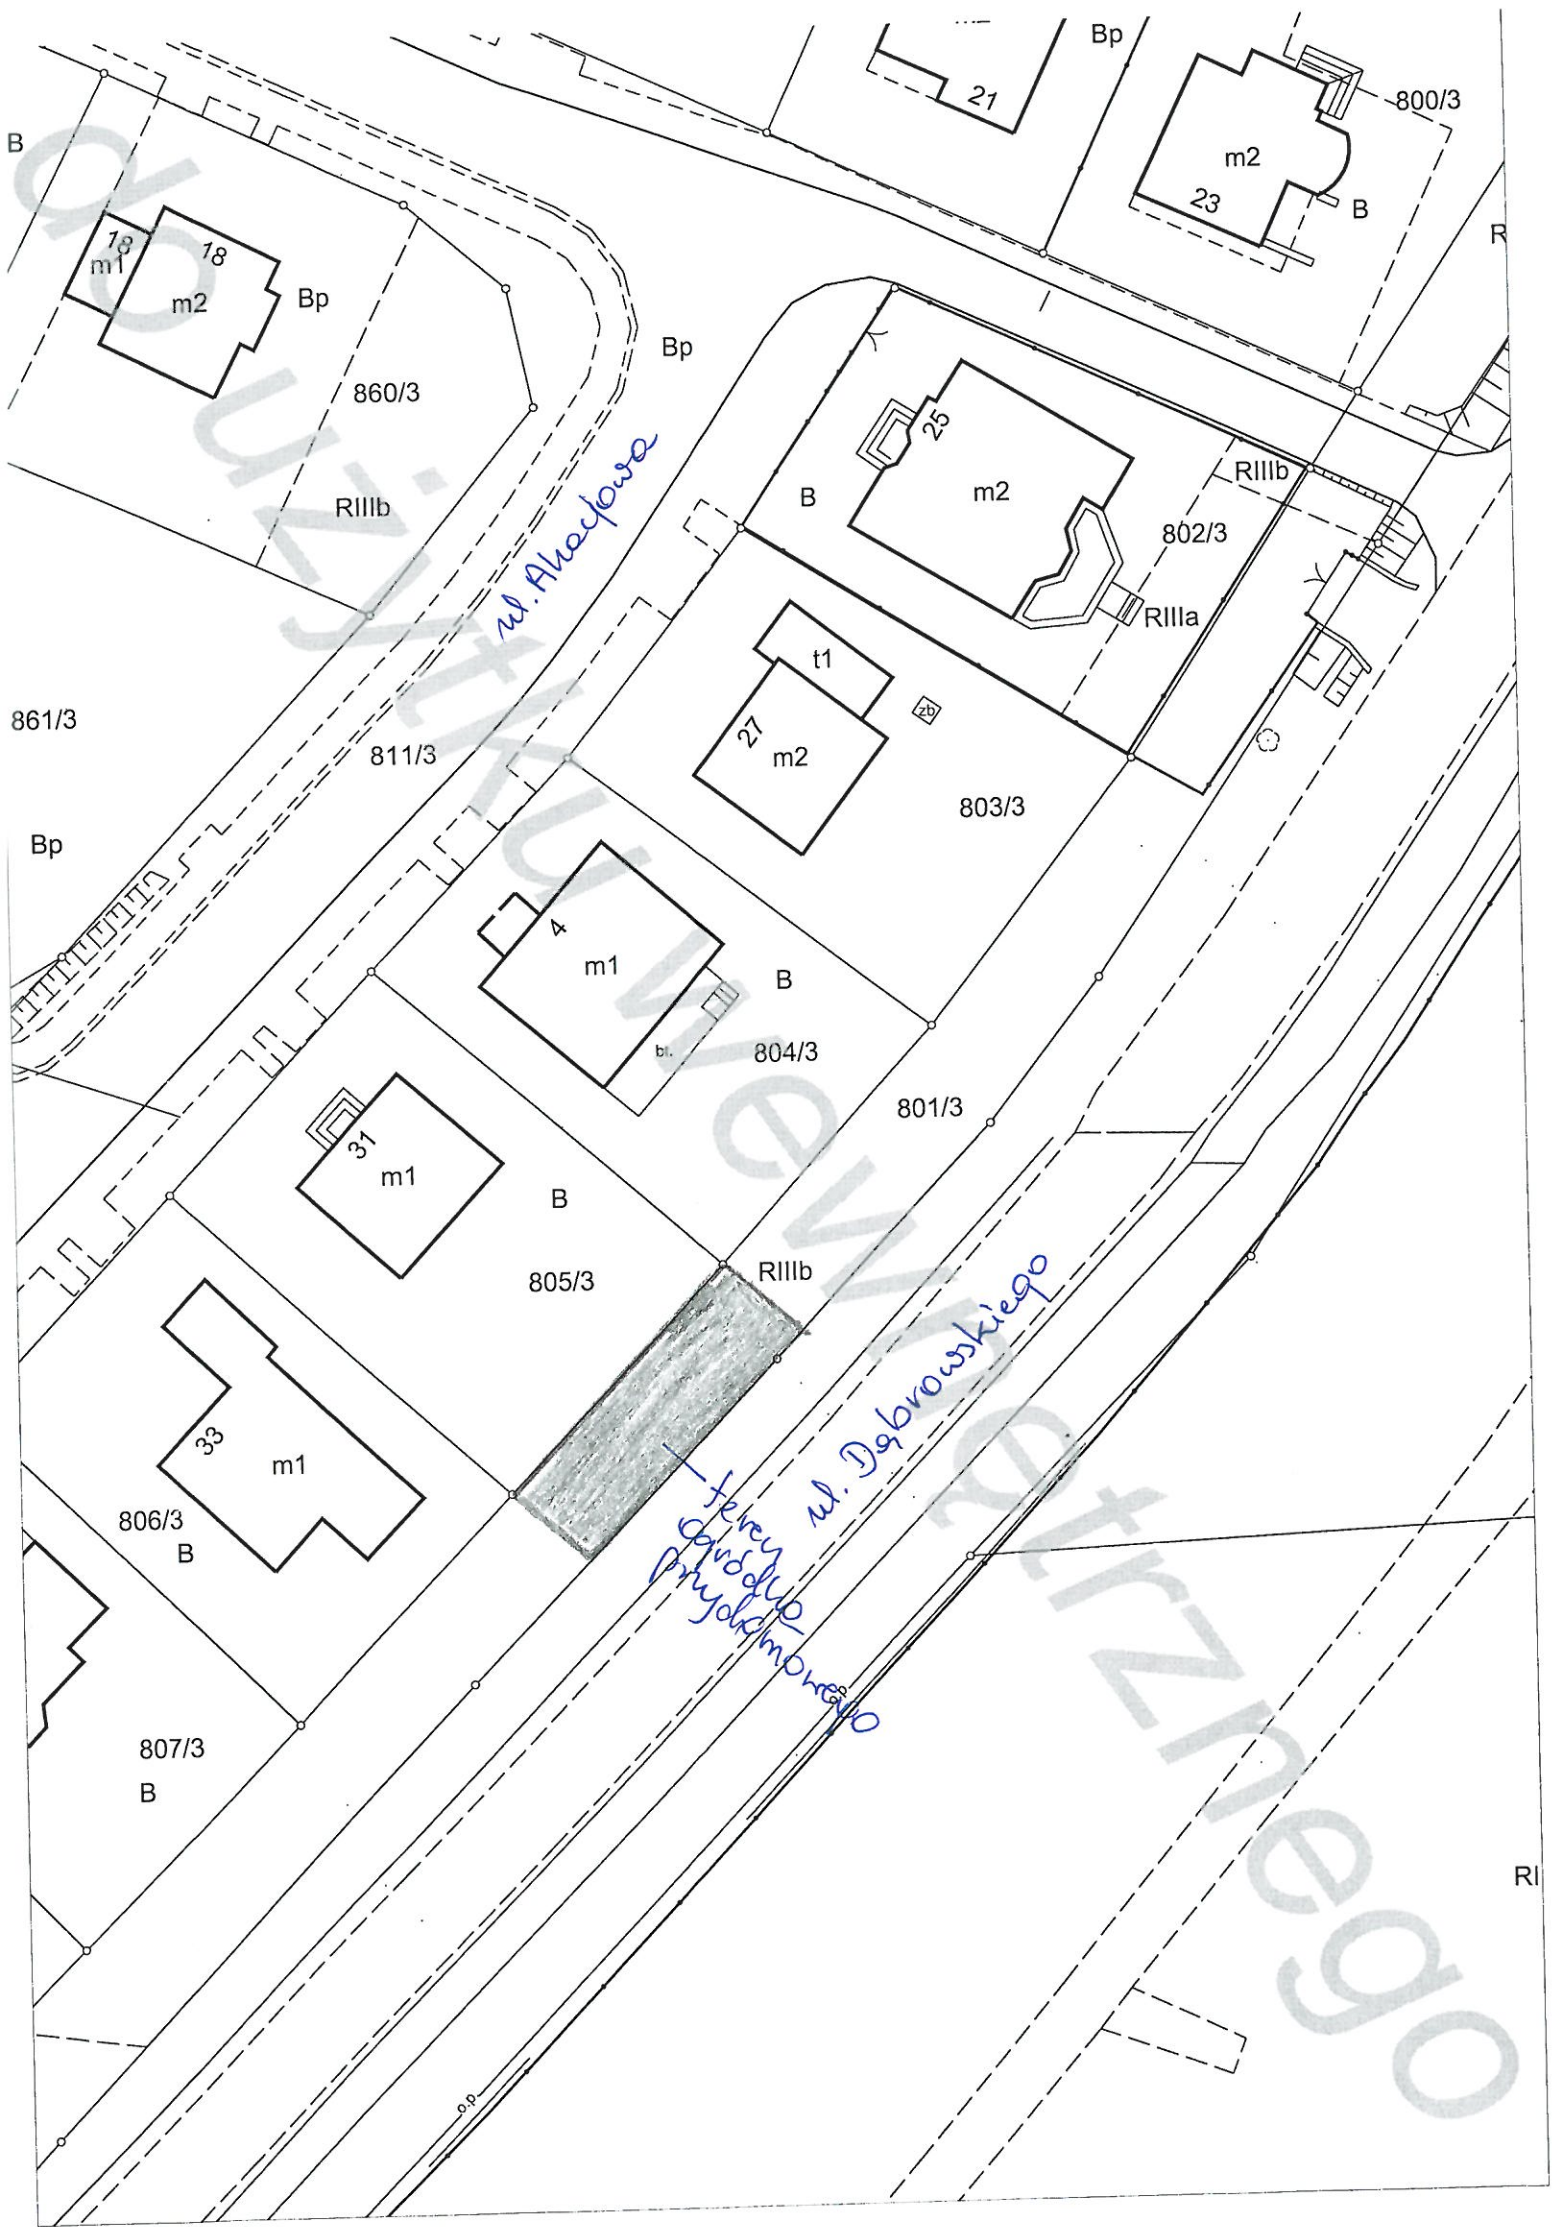 Bp
21
800/3
m2
23
B
B
R
18
m1
18
m2
Bp
Bp
860/3
RIIIb
ul. Akacjowa
25
m2
B
RIIIb
802/3
RIIIa
t1
zb
27
m2
803/3
861/3
811/3
Bp
4
m1
B
bt.
804/3
801/3
31
m1
B
805/3
RIIIb
33
m1
806/3
B
ul. Dąbrowskiego
teren
ogródka
przydomowego
o.p
807/3
B
RI
o.p
do użytku wewnętrznego